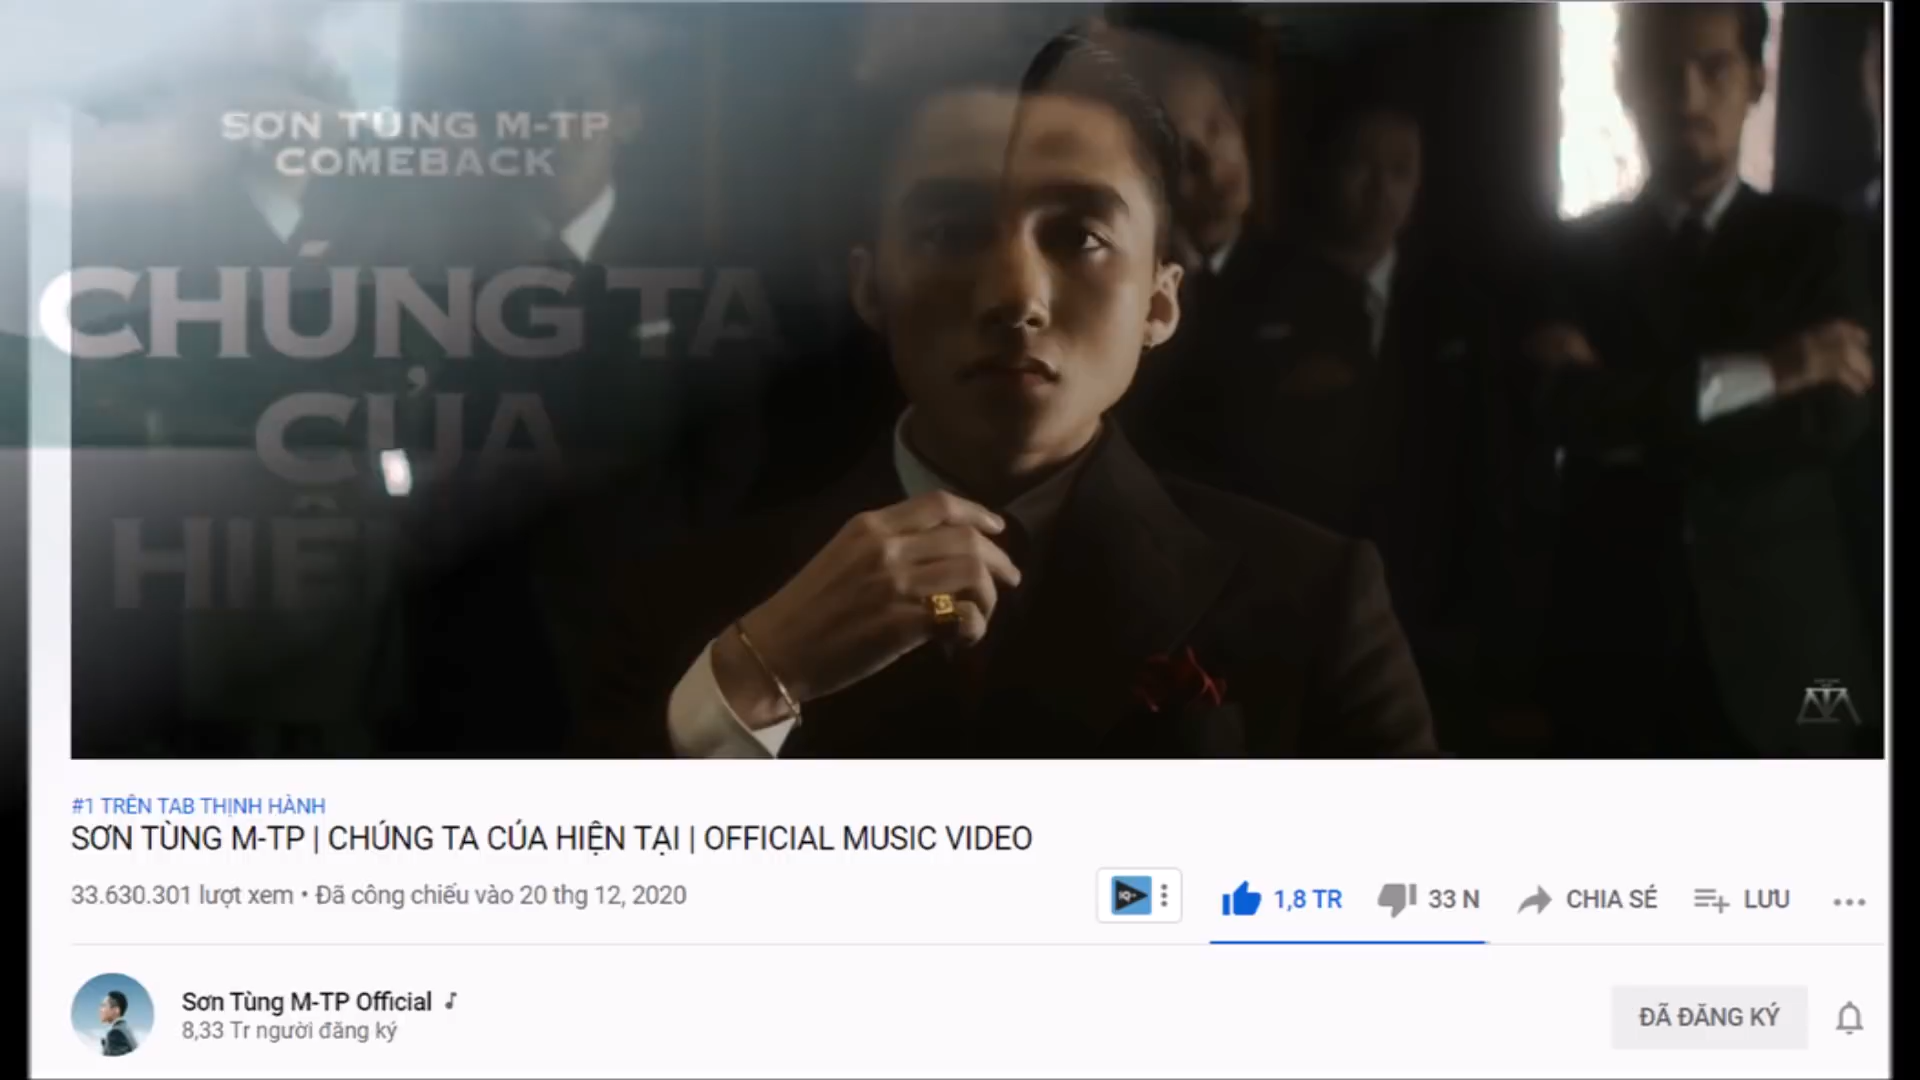 SƠN TÙNG M-TP
COMEBACK
CHÚNG TA
CỦA
HIỆN
#1 TRÊN TAB THỊNH HÀNH
SƠN TÙNG M-TP | CHÚNG TA CỦA HIỆN TẠI | OFFICIAL MUSIC VIDEO
33.630.301 lượt xem • Đã công chiếu vào 20 thg 12, 2020
IQ+
1,8 TR
33 N
CHIA SẺ
LƯU
Sơn Tùng M-TP Official
8,33 Tr người đăng ký
ĐÃ ĐĂNG KÝ